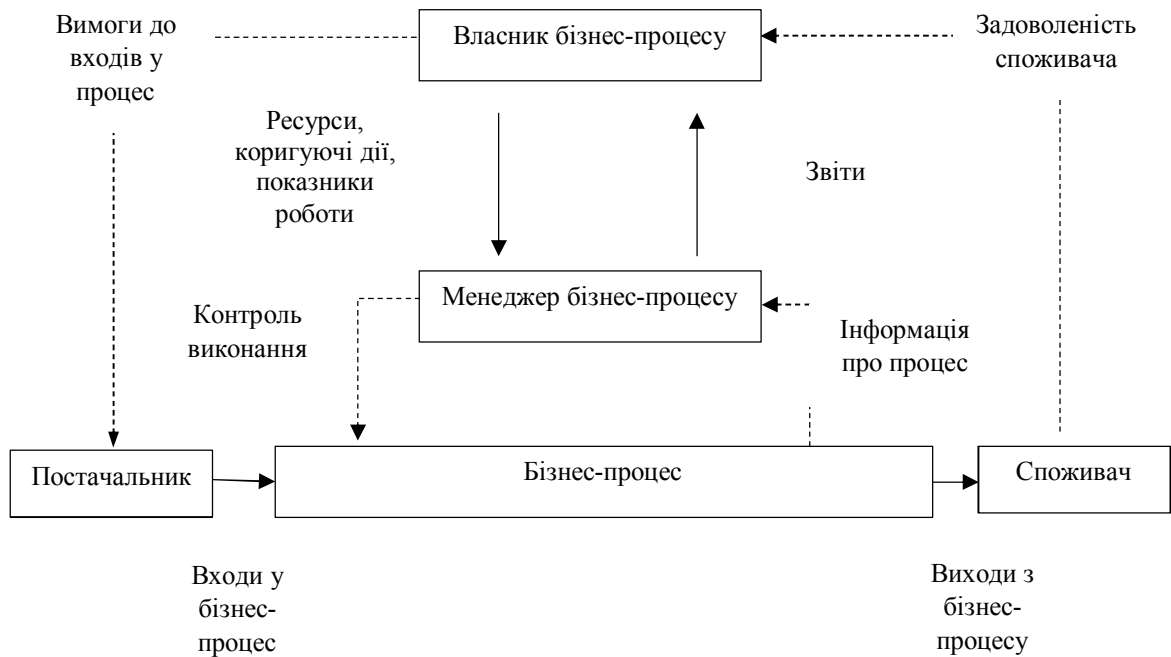 Вимоги до
входів у
процес
Власник бізнес-процесу
Задоволеність
споживача
Ресурси,
коригуючі дії,
показники
роботи
Звіти
Контроль
виконання
Менеджер бізнес-процесу
Інформація
про процес
Постачальник
Бізнес-процес
Споживач
Входи у
бізнес-
процес
Виходи з
бізнес-
процесу